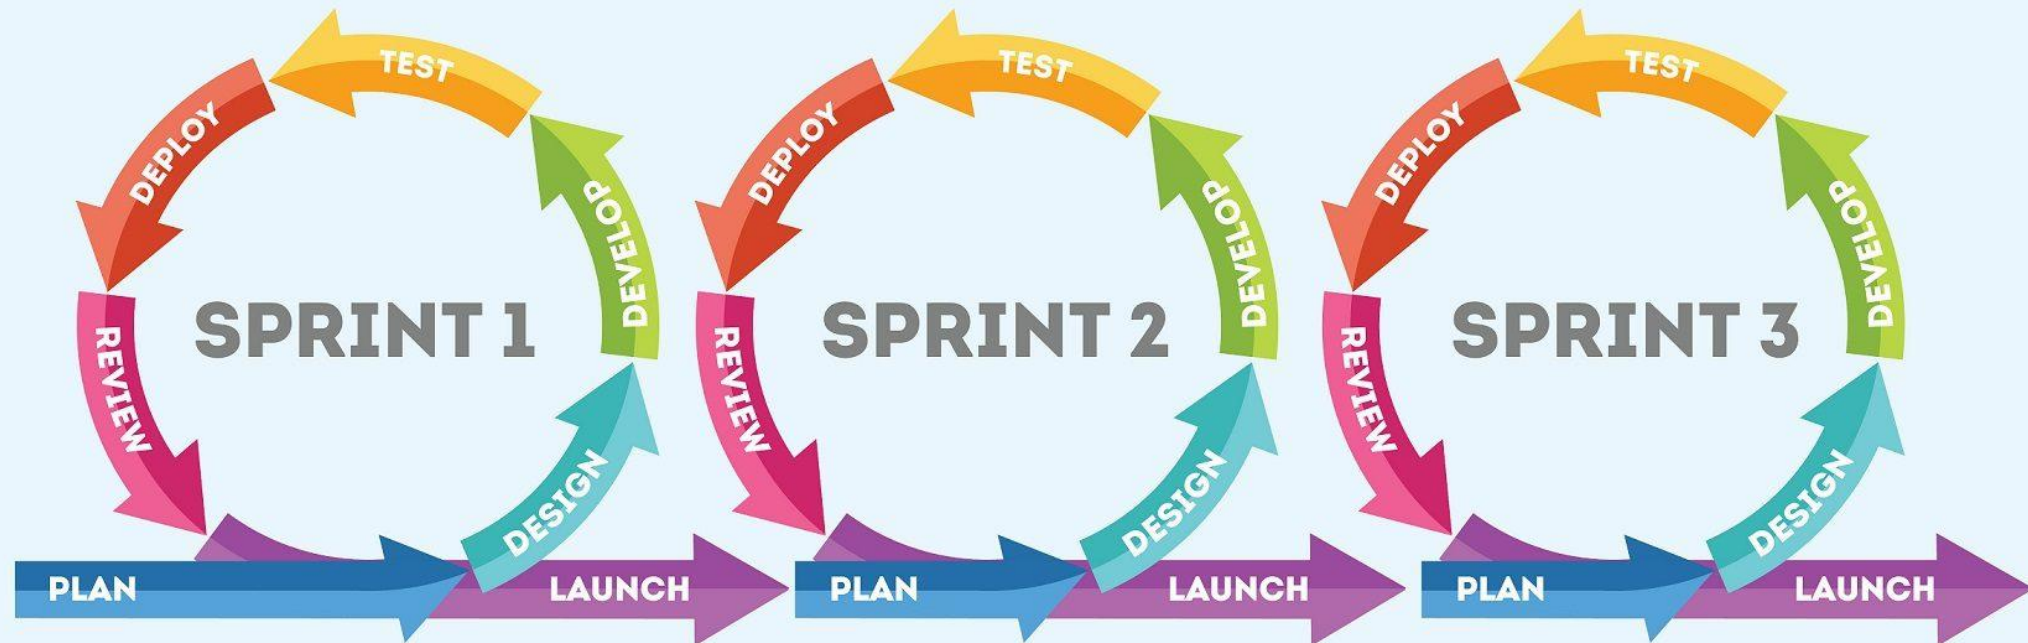 SPRINT 1
PLAN
DESIGN
DEVELOP
TEST
DEPLOY
REVIEW
LAUNCH
SPRINT 2
PLAN
DESIGN
DEVELOP
TEST
DEPLOY
REVIEW
LAUNCH
SPRINT 3
PLAN
DESIGN
DEVELOP
TEST
DEPLOY
REVIEW
LAUNCH